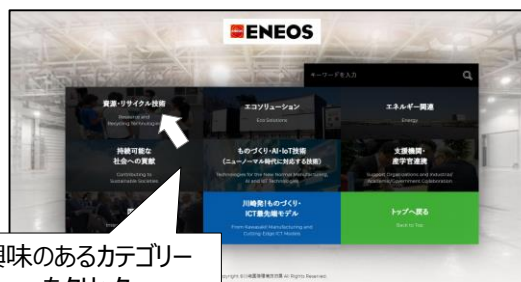 ENEOS
キーワードを入力
資源・リサイクル技術
Resource and
Recycling Technologies
エコソリューション
Eco Solutions
エネルギー関連
Energy
持続可能な
社会への貢献
Contributing to
Sustainable Societies
ものづくり・AI・IoT技術
(ニューノーマル時代に対応する技術)
Technologies for the New Normal Manufacturing,
AI and IoT Technologies
支援機関・
産学官連携
Support Organizations and Industrial/
Academia/Government Collaboration
川崎発!ものづくり・
ICT最先端モデル
From Kawasaki! Manufacturing and
Cutting Edge ICT Models
トップへ戻る
Back to Top
味のあるカテゴリー
をクリック
All Rights Reserved.